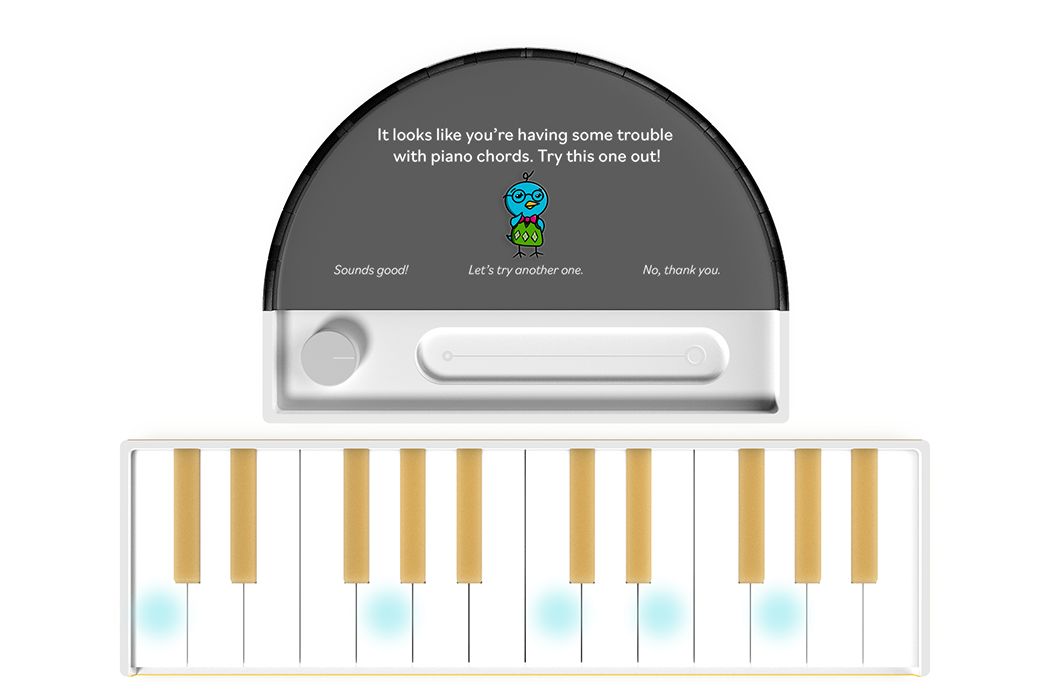 It looks like you’re having some trouble
with piano chords. Try this one out!
Sounds good! Let’s try another one. No, thank you.